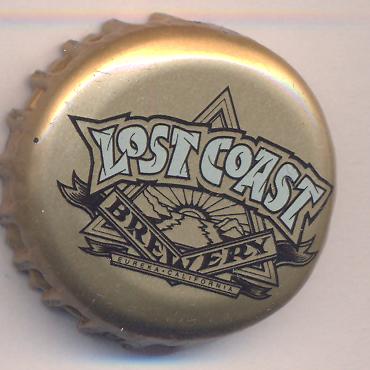 LOST COAST
BREWERY
EUREKA • CALIFORNIA